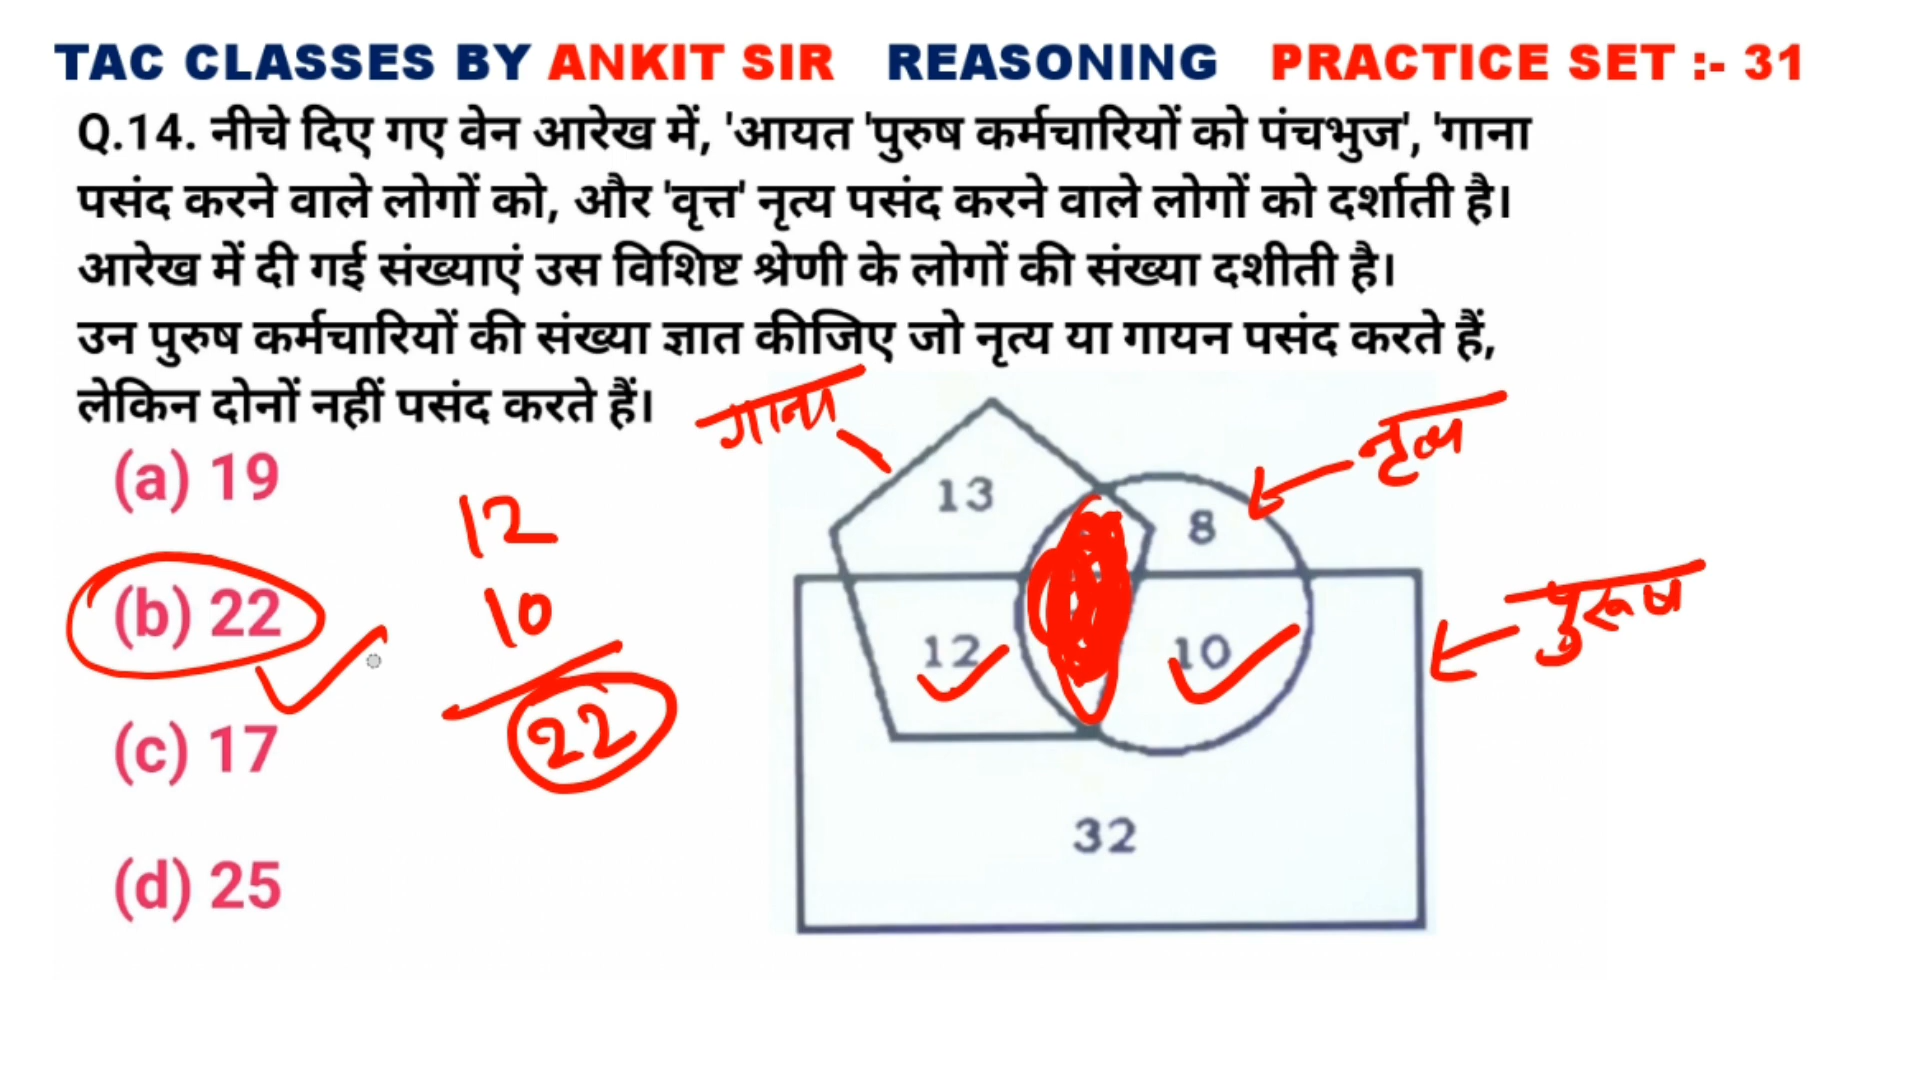 TAC CLASSES BY ANKIT SIR REASONING PRACTICE SET :- 31
Q.14. नीचे दिए गए वेन आरेख में, 'आयत 'पुरुष कर्मचारियों को पंचभुज', 'गाना
पसंद करने वाले लोगों को, और 'वृत्त' नृत्य पसंद करने वाले लोगों को दर्शाती है।
आरेख में दी गई संख्याएं उस विशिष्ट श्रेणी के लोगों की संख्या दशीती है।
उन पुरुष कर्मचारियों की संख्या ज्ञात कीजिए जो नृत्य या गायन पसंद करते हैं,
लेकिन दोनों नहीं पसंद करते हैं।
गाना
नृत्य
(a) 19
13
8
12
10
22
(b) 22
पुरुष
12
10
(c) 17
32
(d) 25